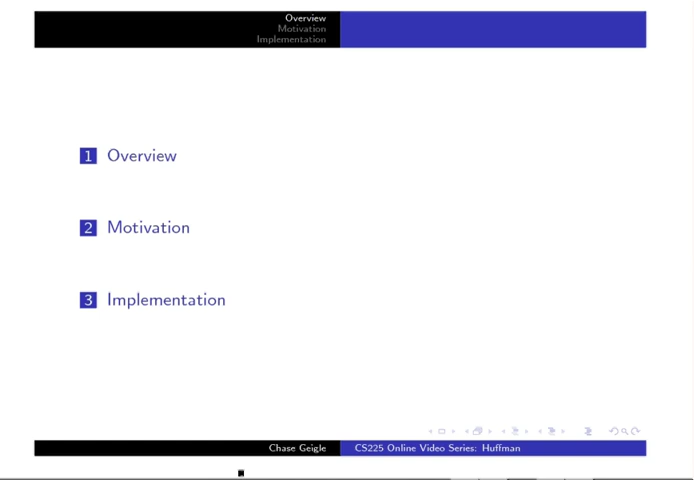 Overview
Motivation
Implementation
1 Overview
2 Motivation
3 Implementation
Chase Geigle CS225 Online Video Series: Huffman